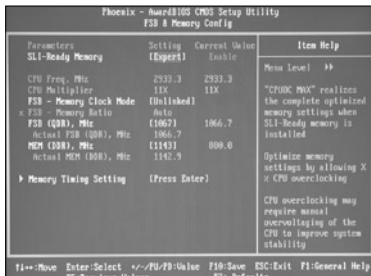 Phoenix - AwardBIOS CMOS Setup Utility
FSB & Memory Config
Parameters Setting Current Value
SLI-Ready Memory [Expert] Enable
CPU Freq. MHz 2933.3 2933.3
CPU Multiplier 11X 11X
FSB - Memory Clock Mode [Unlinked]
x FSB - Memory Ratio Auto
FSB (QDR), MHz [1067] 1066.7
Actual FSB (QDR), MHz 1066.7
MEM (DDR), MHz [1143] 800.0
Actual MEM (DDR), MHz 1142.9
Memory Timing Setting [Press Enter]
Item Help
Menu Level
"CPUOC MAX" realizes
the complete optimized
memory settings when
SLI-Ready memory is
installed
Optimize memory
settings by allowing X
% CPU overclocking
CPU overclocking may
require manual
overvoltaging of the
CPU to improve system
stability
↑↓↔:Move Enter:Select +/-/PU/PD:Value F10:Save ESC:Exit F1:General Help